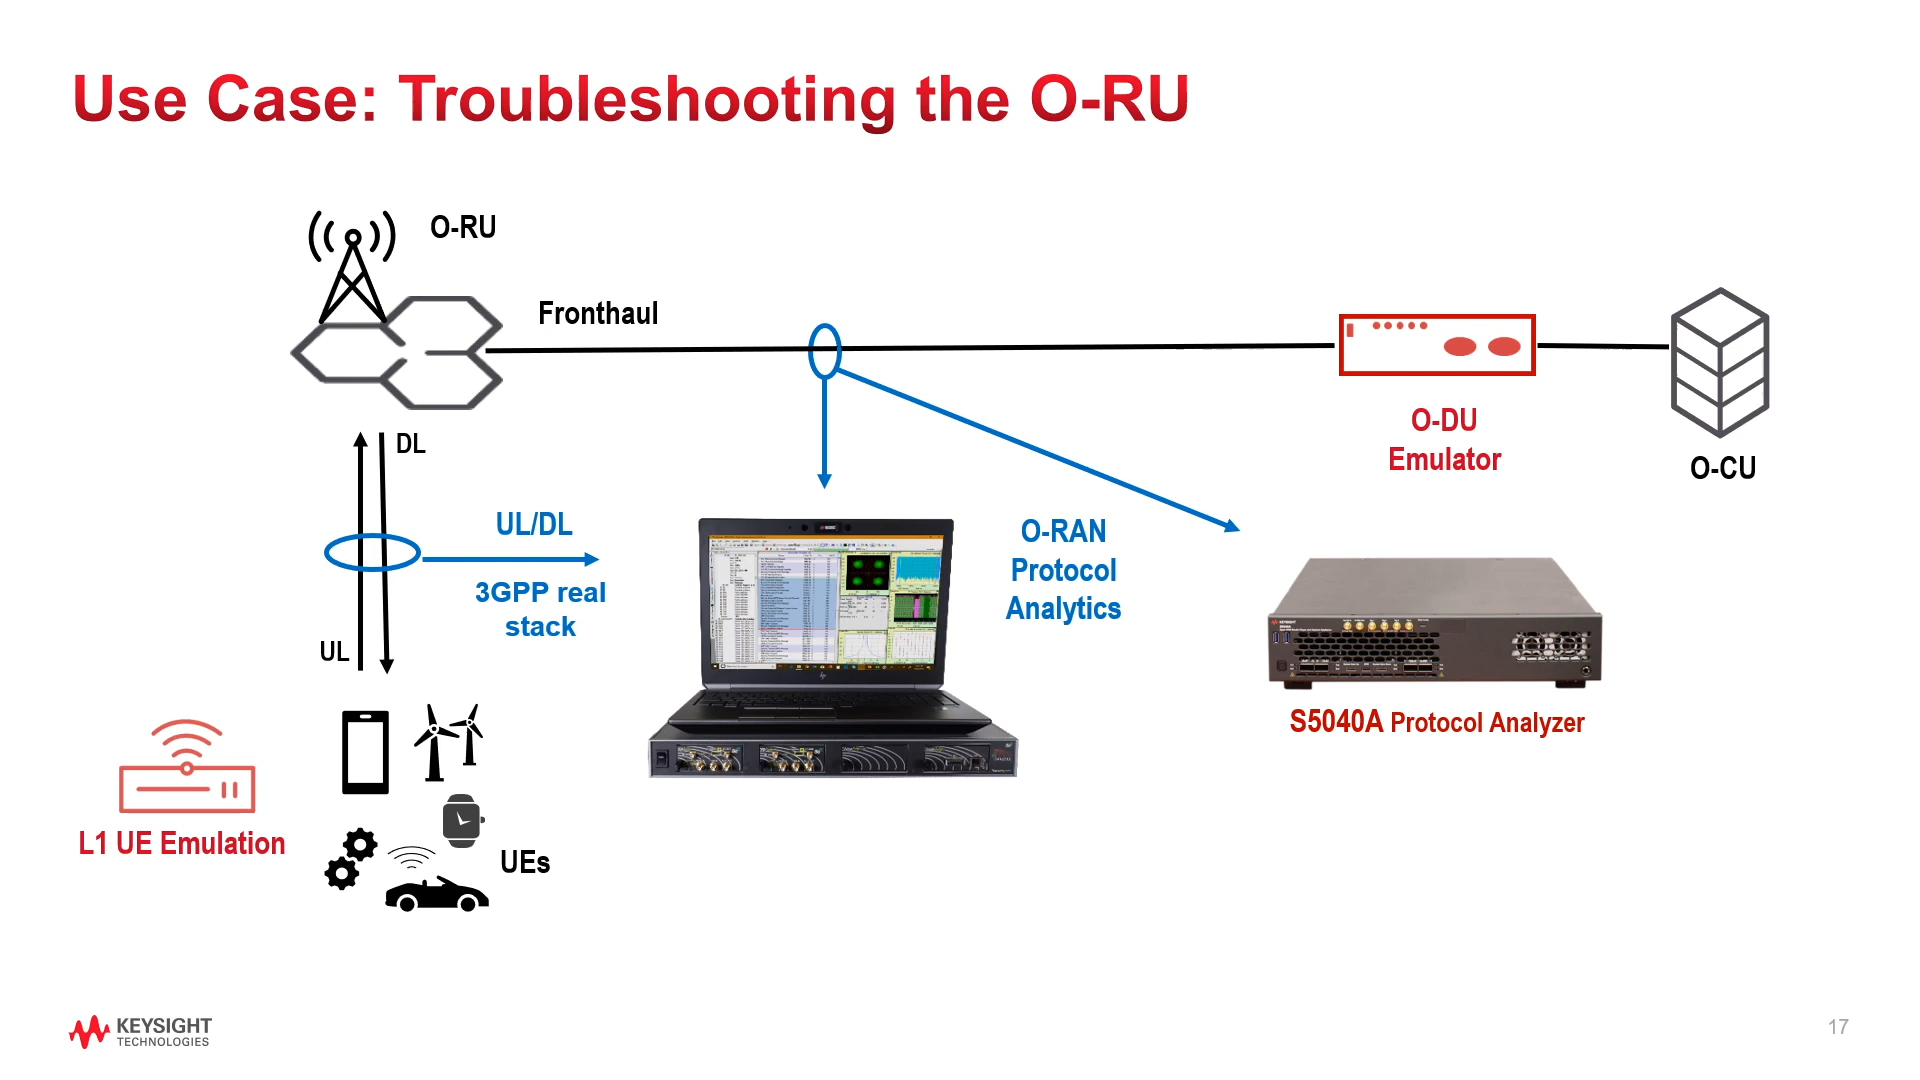 Use Case: Troubleshooting the O-RU
O-RU
Fronthaul
DL
O-DU
Emulator
O-CU
UL/DL
3GPP real
stack
O-RAN
Protocol
Analytics
UL
KEYSIGHT
S5040A Protocol Analyzer
L1 UE Emulation
UEs
KEYSIGHT
TECHNOLOGIES
17